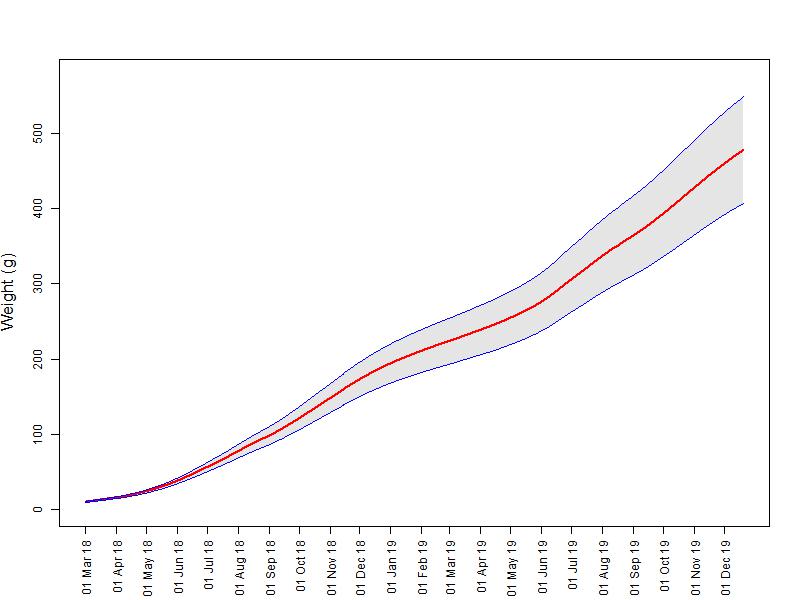 500
400
300
200
100
0
Weight (g)
01 Mar 18
01 Apr 18
01 May 18
01 Jun 18
01 Jul 18
01 Aug 18
01 Sep 18
01 Oct 18
01 Nov 18
01 Dec 18
01 Jan 19
01 Feb 19
01 Mar 19
01 Apr 19
01 May 19
01 Jun 19
01 Jul 19
01 Aug 19
01 Sep 19
01 Oct 19
01 Nov 19
01 Dec 19